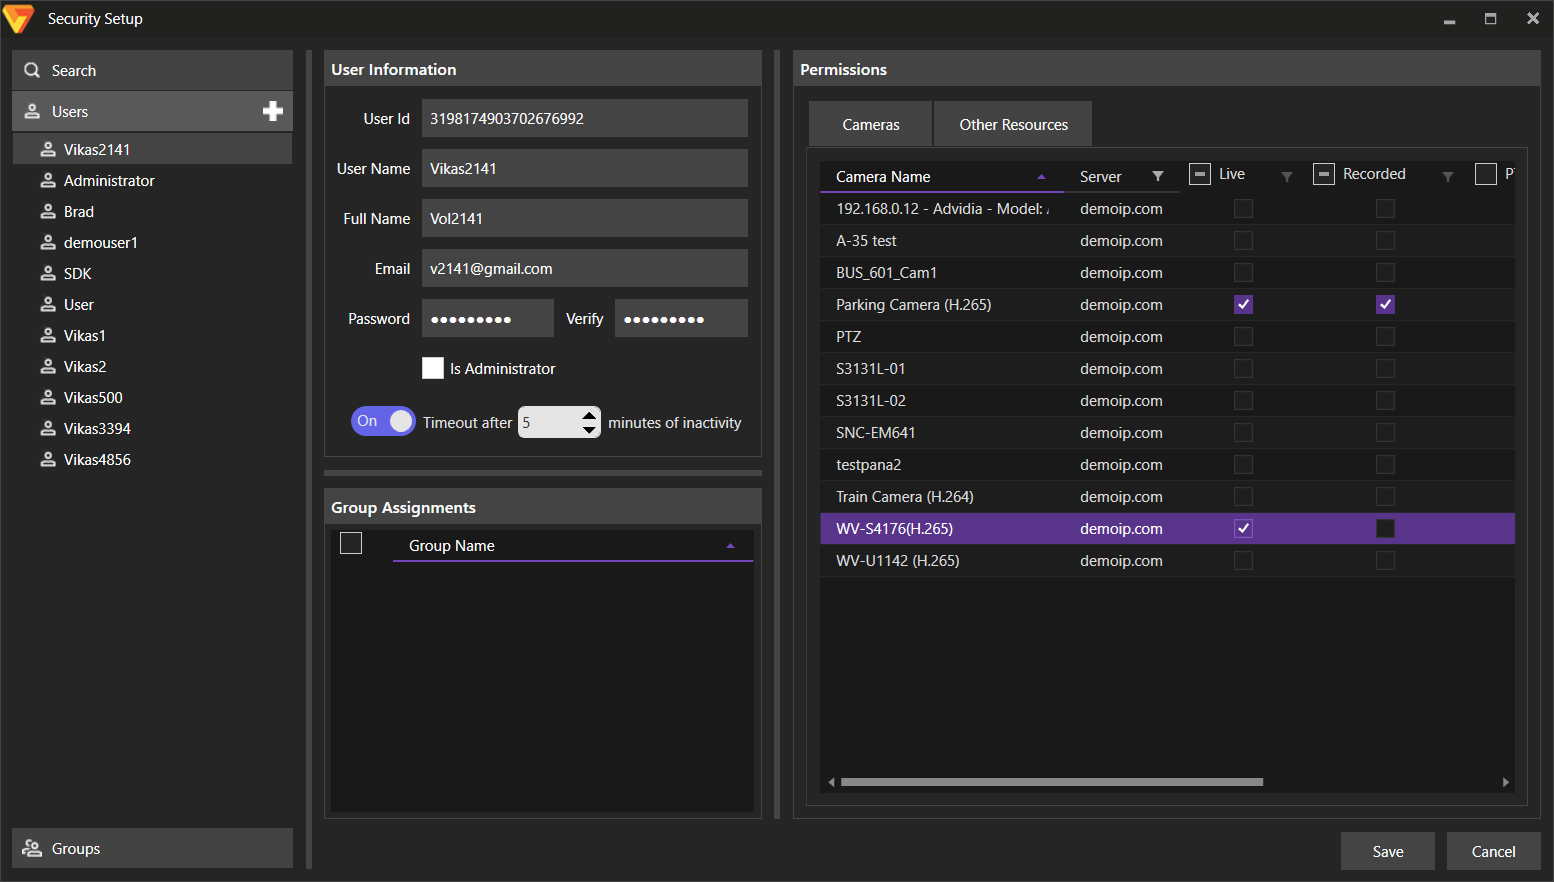 Security Setup
Search
Users
Vikas2141
Administrator
Brad
demouser1
SDK
User
Vikas1
Vikas2
Vikas500
Vikas3394
Vikas4856
Groups
User Information
User Id 3198174903702676992
User Name Vikas2141
Full Name Vol2141
Email v2141@gmail.com
Password ●●●●●●●●● Verify ●●●●●●●●●
Is Administrator
On Timeout after 5 minutes of inactivity
Group Assignments
Group Name
Permissions
Cameras Other Resources
Camera Name Server Live Recorded
192.168.0.12 - Advidia - Model: demoip.com
A-35 test demoip.com
BUS_601_Cam1 demoip.com
Parking Camera (H.265) demoip.com
PTZ demoip.com
S3131L-01 demoip.com
S3131L-02 demoip.com
SNC-EM641 demoip.com
testpana2 demoip.com
Train Camera (H.264) demoip.com
WV-S4176(H.265) demoip.com
WV-U1142 (H.265) demoip.com
Save Cancel